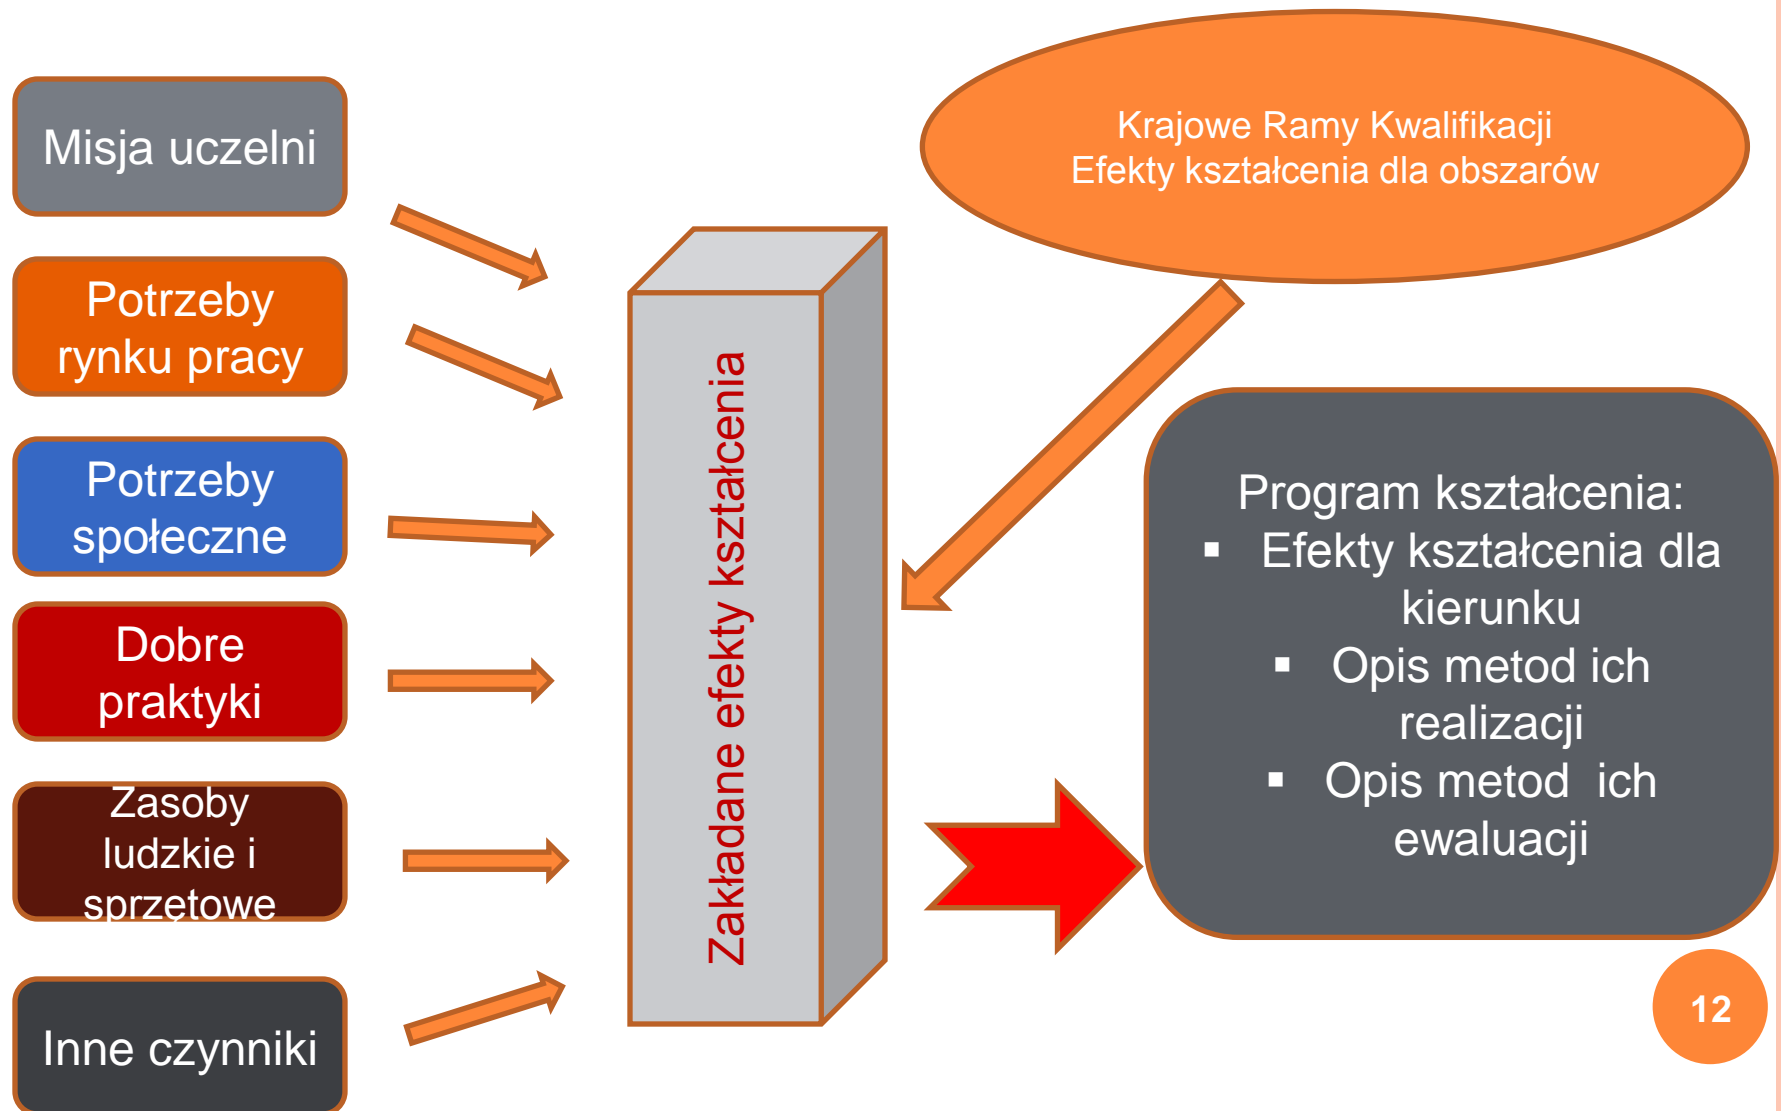 Misja uczelni
Potrzeby
rynku pracy
Potrzeby
społeczne
Dobre
praktyki
Zasoby
ludzkie i
sprzętowe
Inne czynniki
Zakładane efekty kształcenia
Krajowe Ramy Kwalifikacji
Efekty kształcenia dla obszarów
Program kształcenia:
▪ Efekty kształcenia dla
kierunku
▪ Opis metod ich
realizacji
▪ Opis metod ich
ewaluacji
12